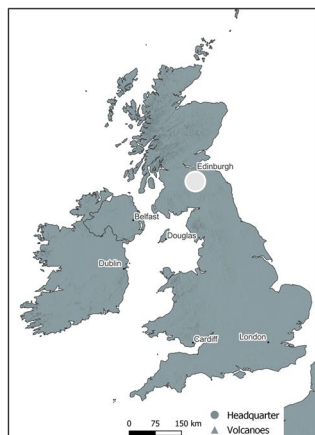 Edinburgh
Belfast
Douglas
Dublin
Cardiff
London
0 75 150 km
Headquarter
Volcanoes